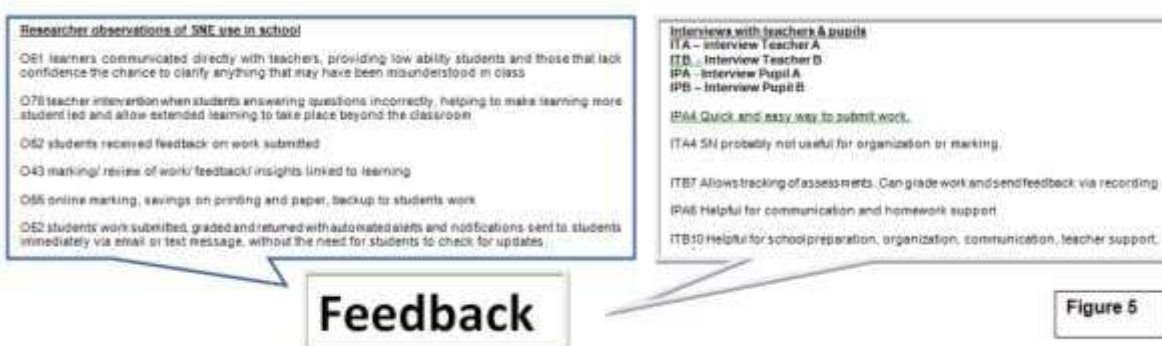 Researcher observations of SNE use in school
O61 learners communicated directly with teachers, providing low ability students and those that lack
confidence the chance to clarify anything that may have been misunderstood in class
O78 teacher intervention when students answering questions incorrectly, helping to make learning more
student led and allow extended learning to take place beyond the classroom
students received feedback on work submitted
O43 marking/ review of work/ feedback/ insights linked to learning
online marking, savings on printing and paper, backup to students work
students' work submitted, graded and returned with automated alerts and notifications sent to students
immediately via email or text message, without the need for students to check for updates
Interviews with teachers & pupils
ITA – Interview Teacher A
ITB - Interview Teacher B
IPA - Interview Pupil A
IPB – Interview Pupil B
IPA4 Quick and easy way to submit work.
ITA4 SN probably not useful for organization or marking.
ITB7 Allows tracking of assessments. Can grade work and send feedback via recording
Helpful for communication and homework support
ITB10 Helpful for school preparation, organization, communication, teacher support,
Feedback
Figure 5